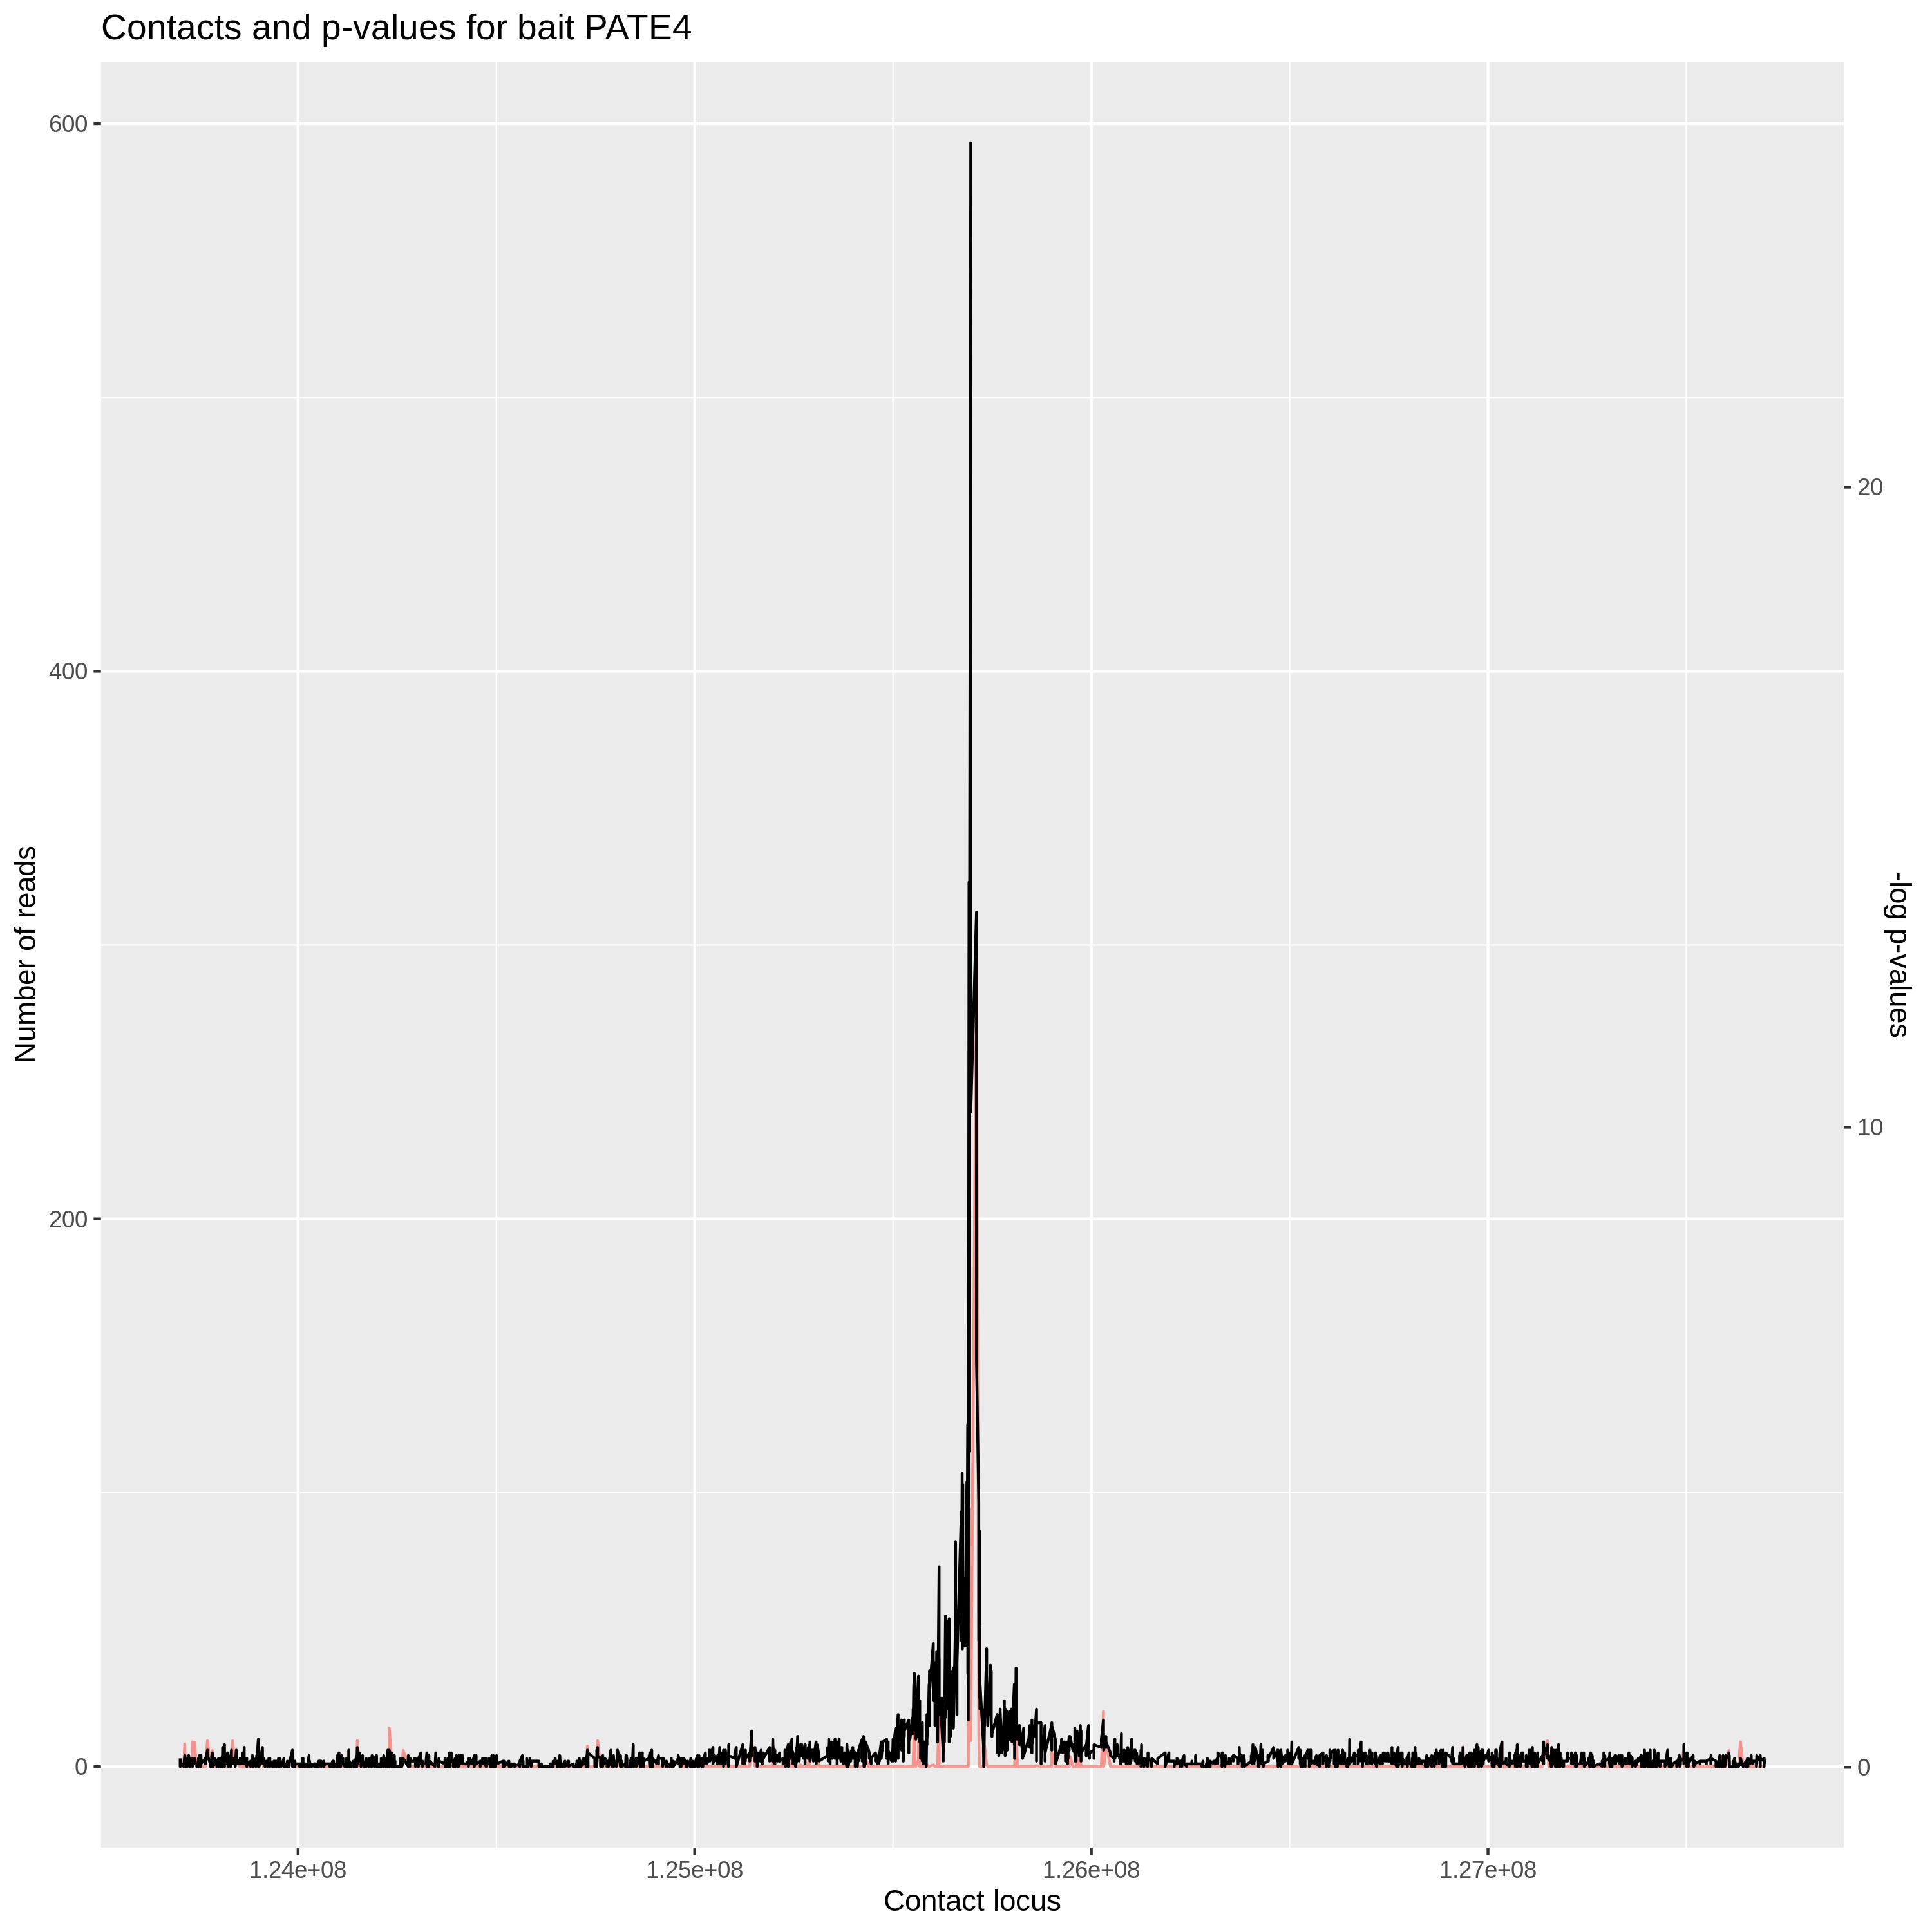 Contacts and p-values for bait PATE4
600
400
200
0
Number of reads
20
10
0
-log p-values
1.24e+08
1.25e+08
1.26e+08
1.27e+08
Contact locus